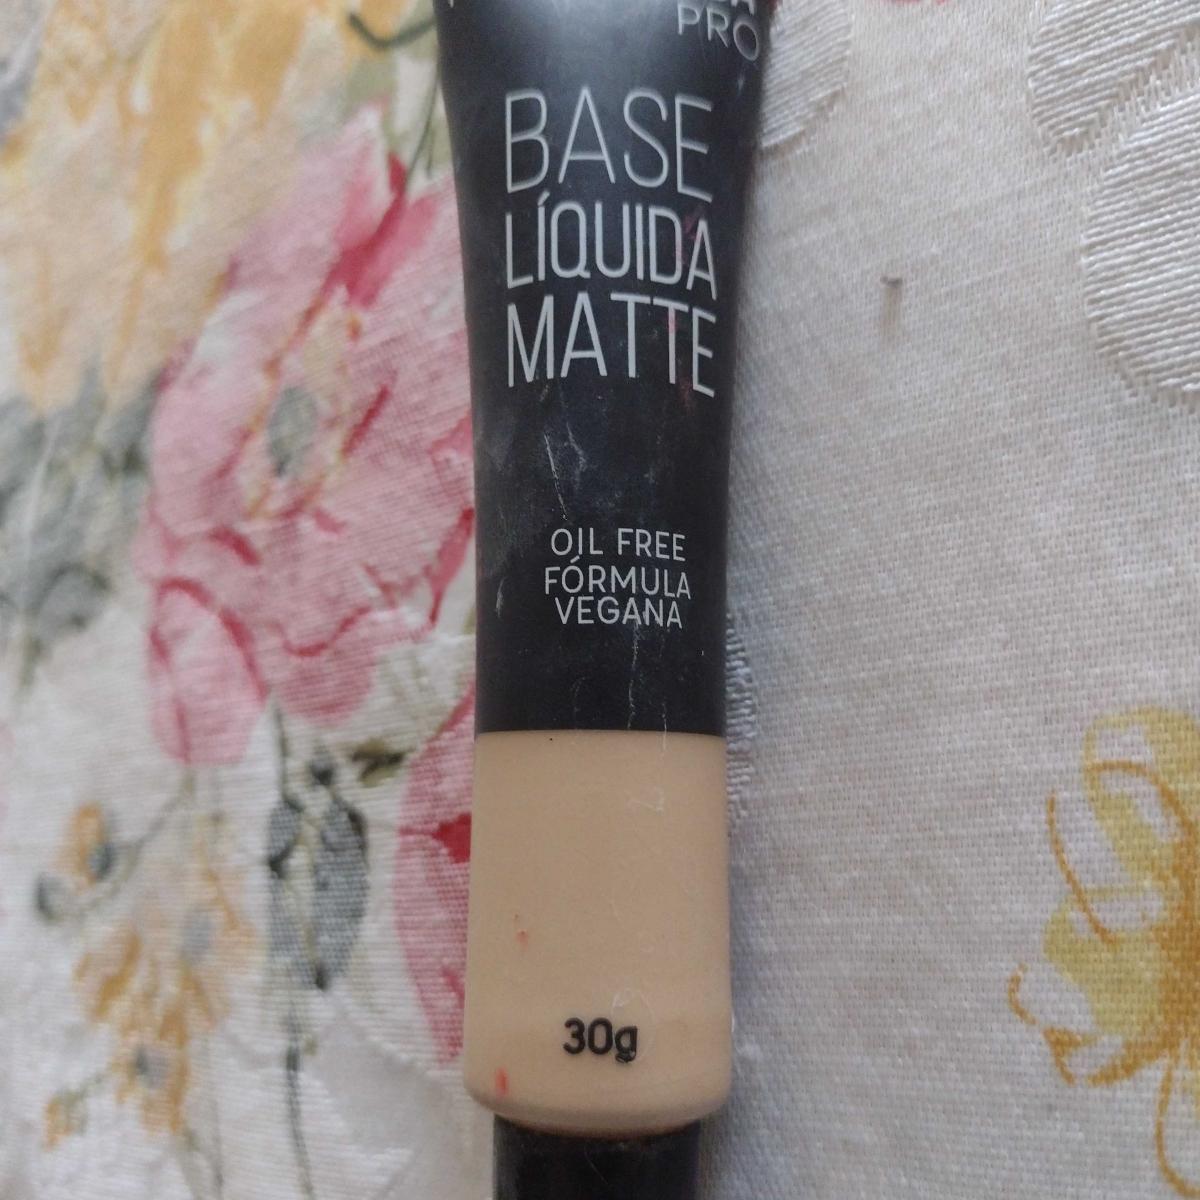 PRO
BASE
LÍQUIDA
MATTE
OIL FREE
FÓRMULA
VEGANA
30g